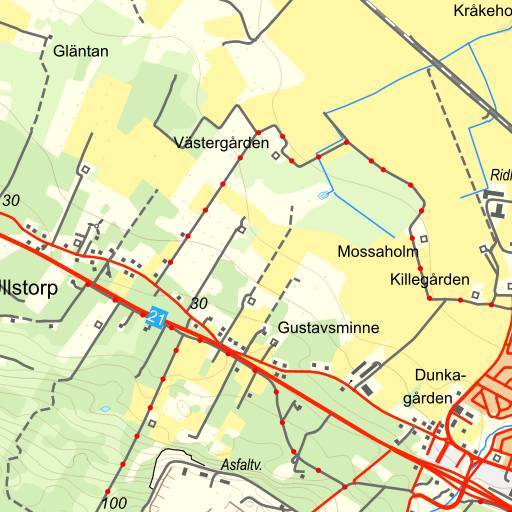 Kråkeho
Gläntan
Västergården
Ridl
30
Mossaholm
Killegården
llstorp
30
21
Gustavsminne
Dunka-
gården
Asfaltv.
100